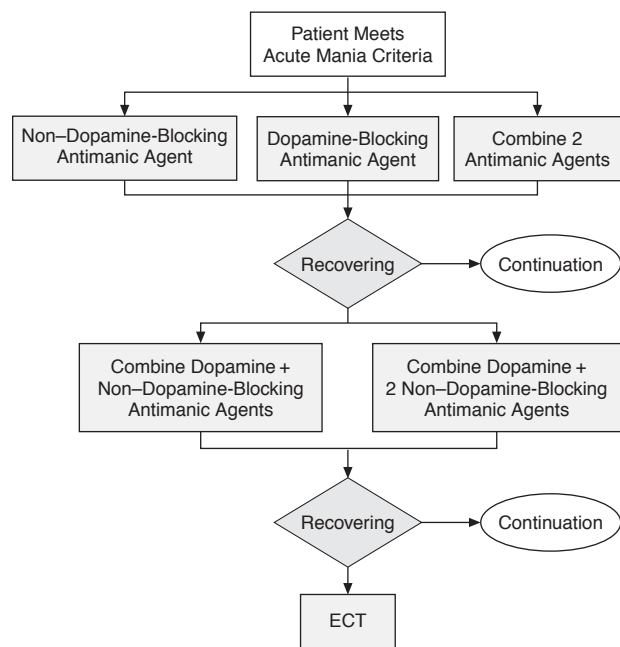 Patient Meets
Acute Mania Criteria
Non–Dopamine-Blocking
Antimanic Agent
Dopamine-Blocking
Antimanic Agent
Combine 2
Antimanic Agents
Recovering
Continuation
Combine Dopamine +
Non–Dopamine-Blocking
Antimanic Agents
Combine Dopamine +
2 Non–Dopamine-Blocking
Antimanic Agents
Recovering
Continuation
ECT